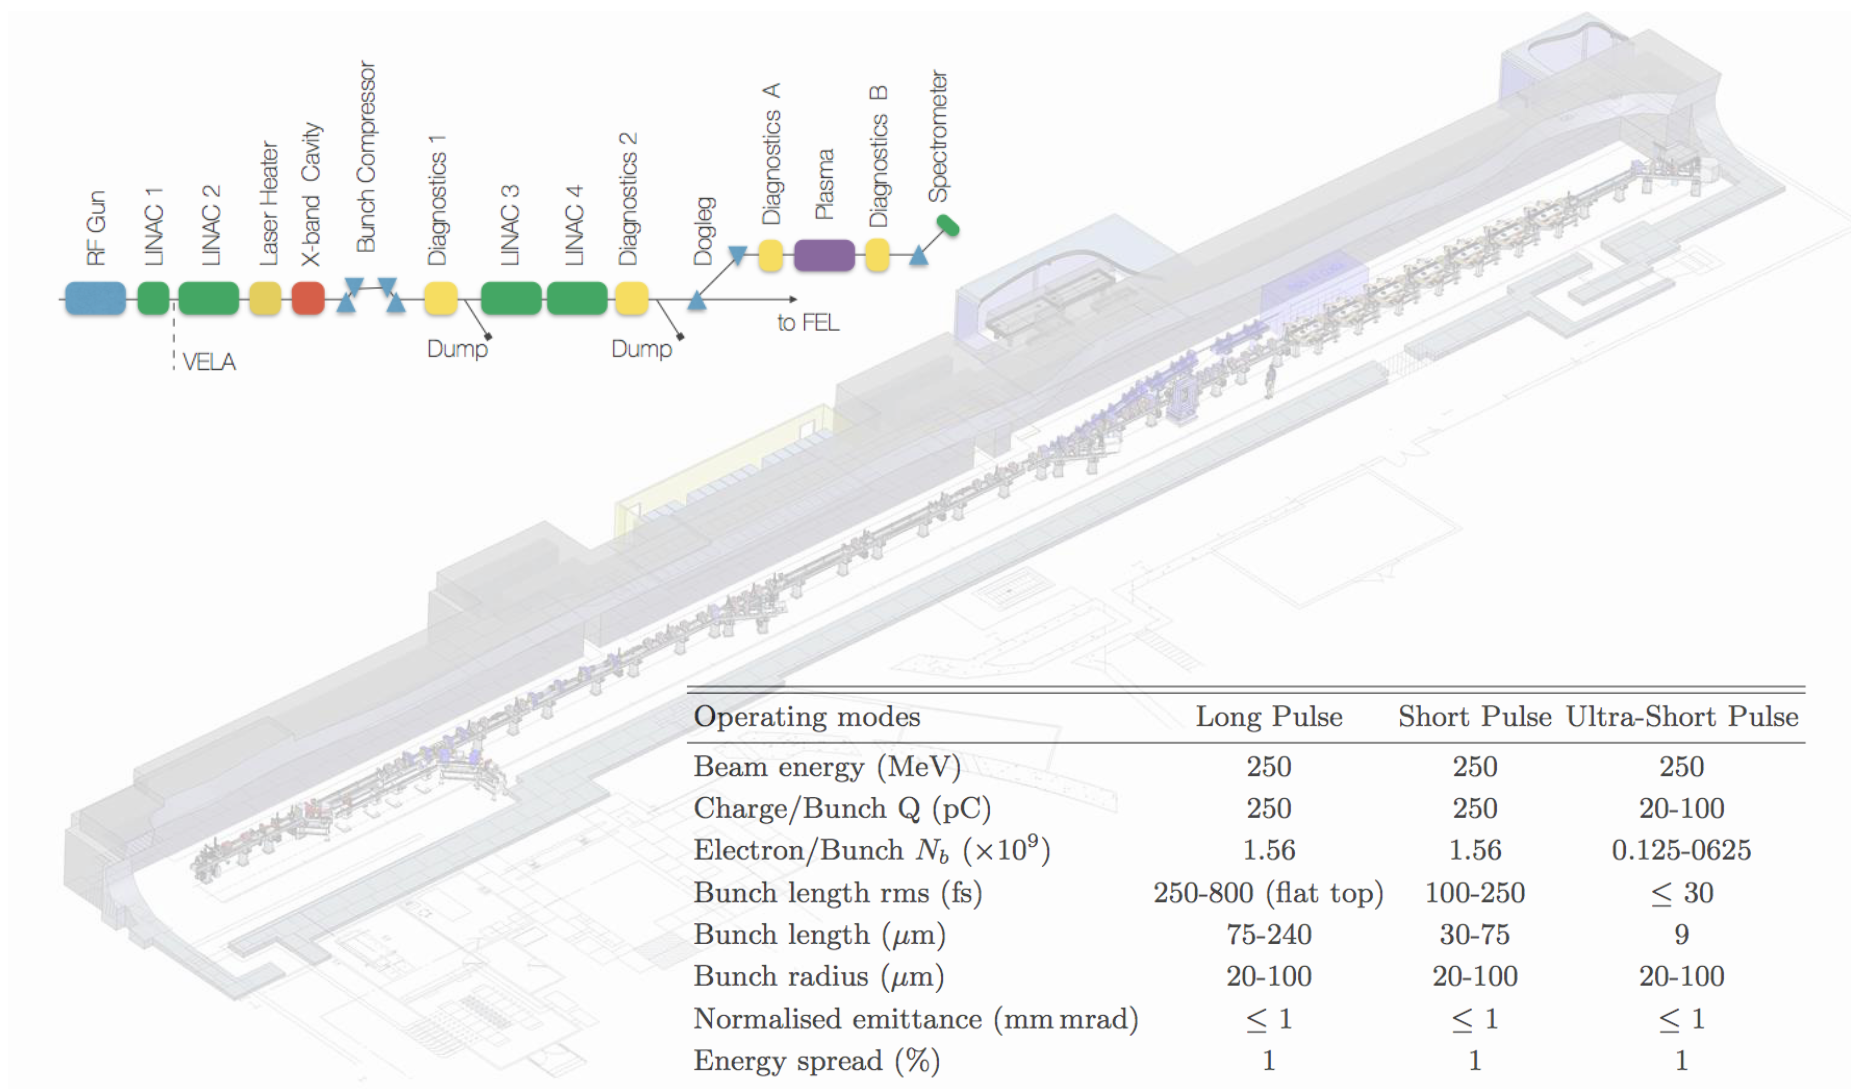 RF Gun
LINAC 1
LINAC 2
Laser Heater
X-band Cavity
Bunch Compressor
Diagnostics 1
LINAC 3
LINAC 4
Diagnostics 2
Dogleg
Diagnostics A
Plasma
Diagnostics B
Spectrometer
VELA
Dump
Dump
to FEL
Operating modes Long Pulse Short Pulse Ultra-Short Pulse
Beam energy (MeV) 250 250 250
Charge/Bunch Q (pC) 250 250 20-100
Electron/Bunch N_b (×10⁹) 1.56 1.56 0.125-0625
Bunch length rms (fs) 250-800 (flat top) 100-250 ≤ 30
Bunch length (μm) 75-240 30-75 9
Bunch radius (μm) 20-100 20-100 20-100
Normalised emittance (mm mrad) ≤ 1 ≤ 1 ≤ 1
Energy spread (%) 1 1 1